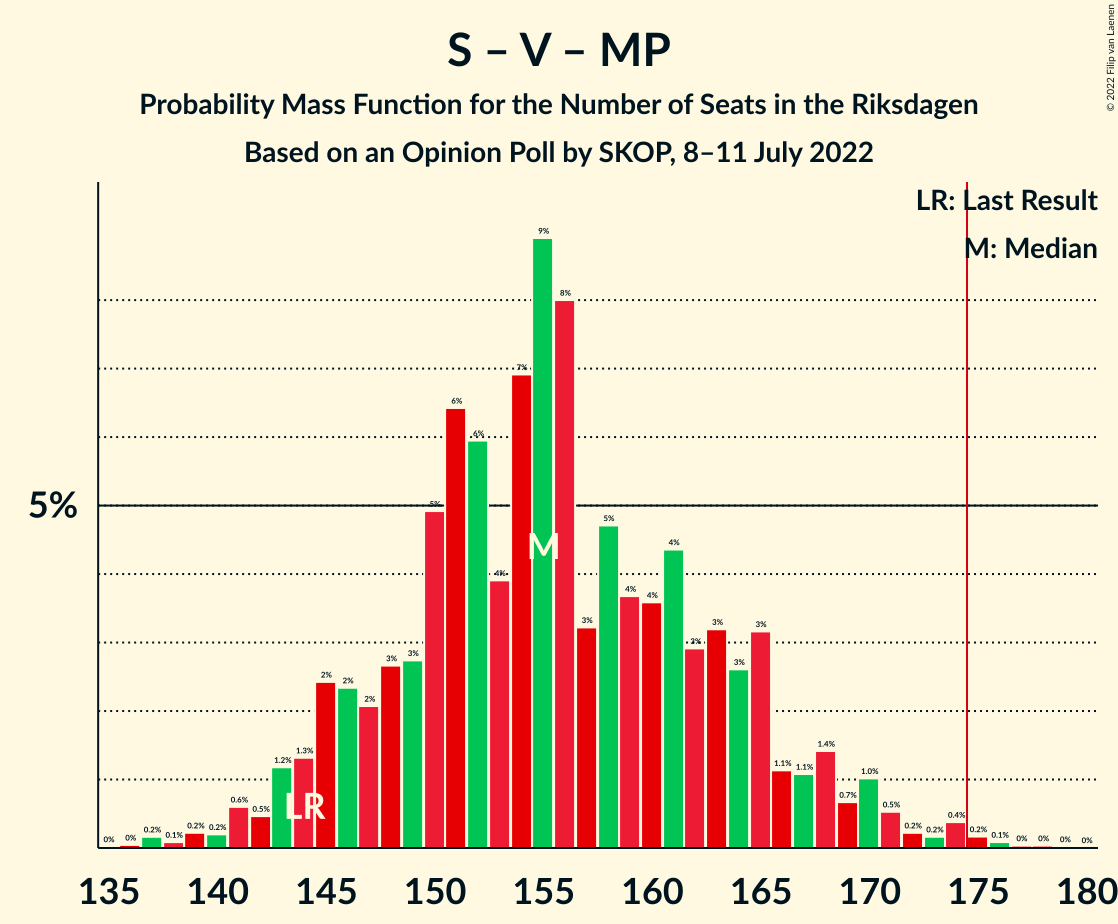 S – V – MP
Probability Mass Function for the Number of Seats in the Riksdagen
Based on an Opinion Poll by SKOP, 8–11 July 2022
© 2022 Filip van Laenen
LR: Last Result
M: Median
5%
0% 0% 0.2% 0.1% 0.2% 0.2% 0.6% 0.5% 1.2% 1.3% 2% 2% 2% 3% 3% 5% 6% 6% 4% 7% 9% 8% 3% 5% 4% 4% 4% 3% 3% 3% 3% 1.1% 1.1% 1.4% 0.7% 1.0% 0.5% 0.2% 0.2% 0.4% 0.2% 0.1% 0% 0% 0% 0%
M
LR
135 140 145 150 155 160 165 170 175 180